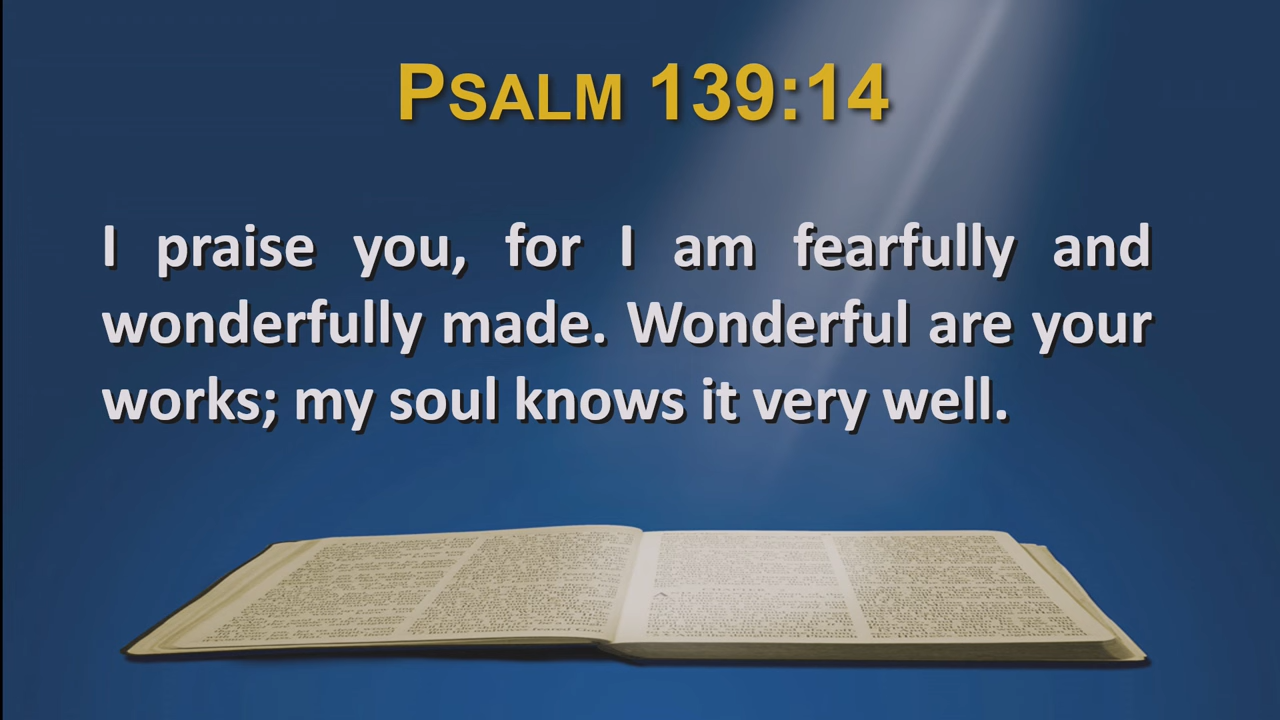 PSALM 139:14
I praise you, for I am fearfully and
wonderfully made. Wonderful are your
works; my soul knows it very well.